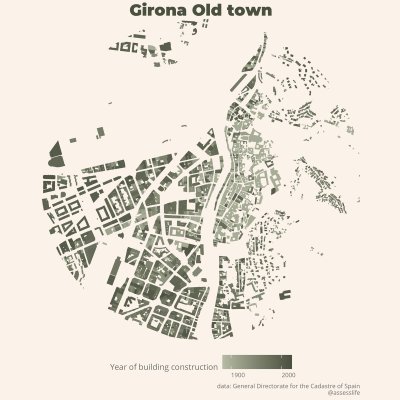 Girona Old town
Year of building construction
1900 2000
data: General Directorate for the Cadastre of Spain
@assesslife